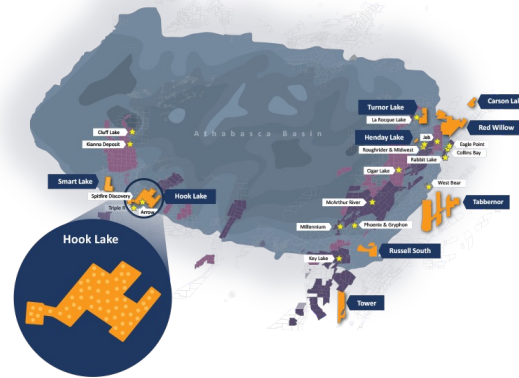 Carson Lak
Turnor Lake
La Rocque Lake
Red Willow
Cluff Lake
Athabasca Basin
Henday Lake
Jeb
Kianna Deposit
Roughrider & Midwest
Eagle Point
Collins Bay
Rabbit Lake
Cigar Lake
Smart Lake
West Bear
Spitfire Discovery
Hook Lake
Triple R
Arrow
McArthur River
Tabbernor
Millennium
Phoenix & Gryphon
Hook Lake
Russell South
Key Lake
Tower